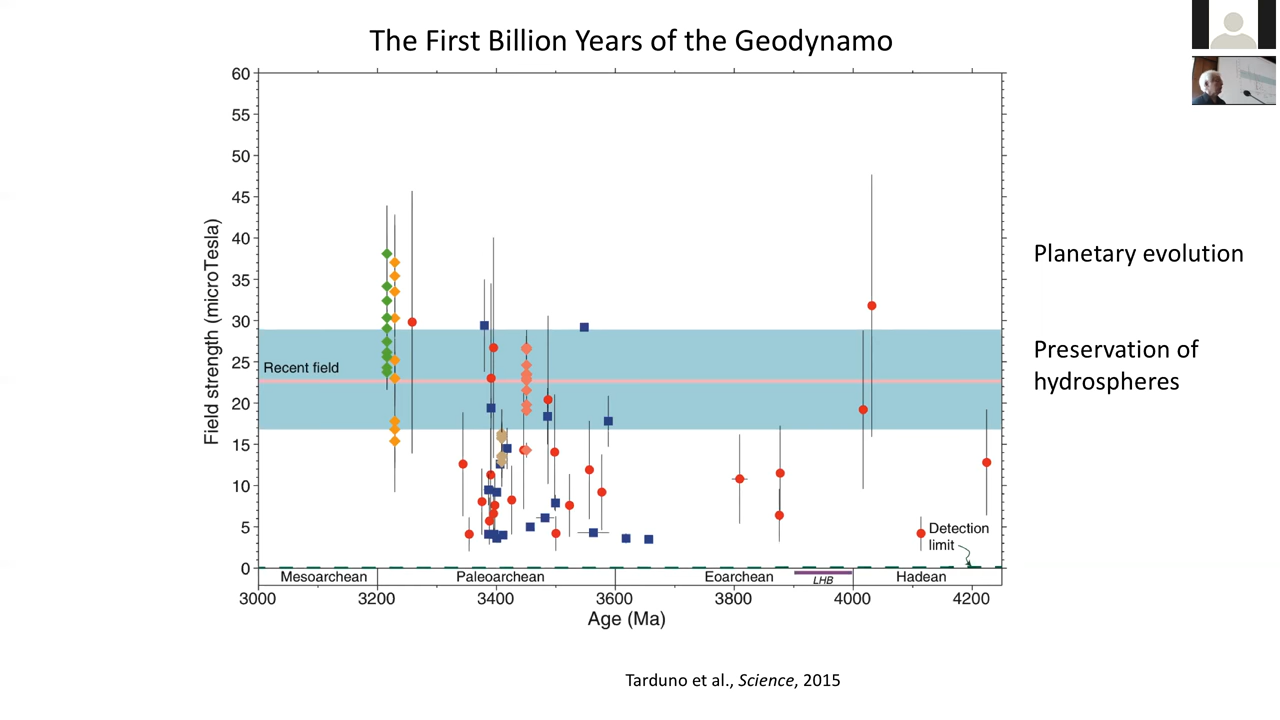 The First Billion Years of the Geodynamo
60
55
50
45
40
35
30
25
20
15
10
5
0
Field strength (microTesla)
Recent field
Detection
limit
Mesoarchean
Paleoarchean
Eoarchean
LHB
Hadean
3000
3200
3400
3600
3800
4000
4200
Age (Ma)
Planetary evolution
Preservation of
hydrospheres
Tarduno et al., Science, 2015